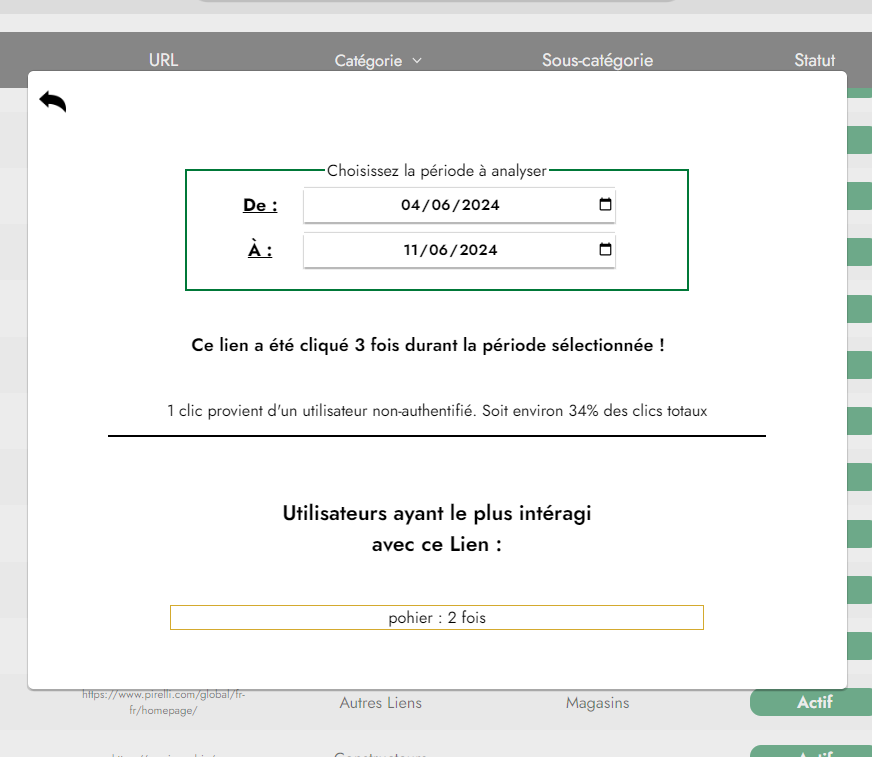 URL Catégorie Sous-catégorie Statut
Choisissez la période à analyser
De : 04/06/2024
À : 11/06/2024
Ce lien a été cliqué 3 fois durant la période sélectionnée !
1 clic provient d'un utilisateur non-authentifié. Soit environ 34% des clics totaux
Utilisateurs ayant le plus intéragi
avec ce Lien :
pohier : 2 fois
https://www.pirelli.com/global/fr-
fr/homepage/ Autres Liens Magasins Actif